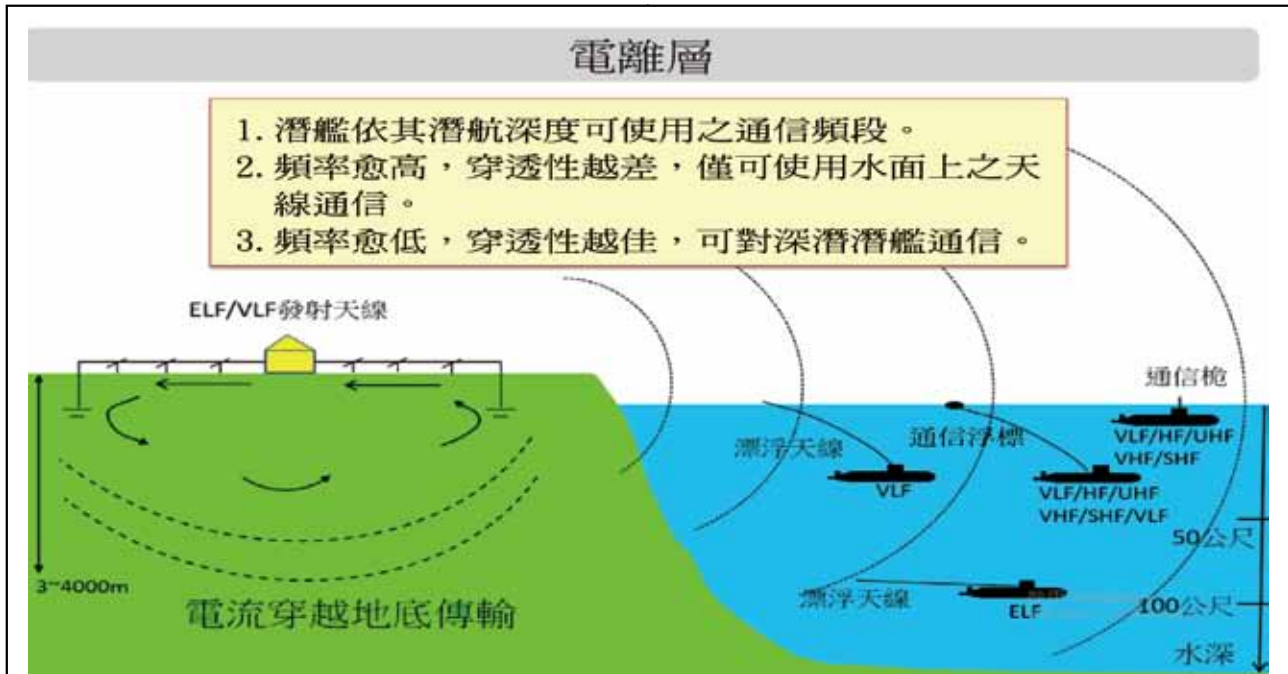 電離層
1. 潛艦依其潛航深度可使用之通信頻段。
2. 頻率愈高，穿透性越差，僅可使用水面上之天
線通信。
3. 頻率愈低，穿透性越佳，可對深潛潛艦通信。
ELF/VLF發射天線
通信桅
VLF/HF/UHF
VHF/SHF
漂浮天線
通信浮標
VLF
VLF/HF/UHF
VHF/SHF/VLF
50公尺
3~4000m
電流穿越地底傳輸
漂浮天線
ELF
100公尺
水深